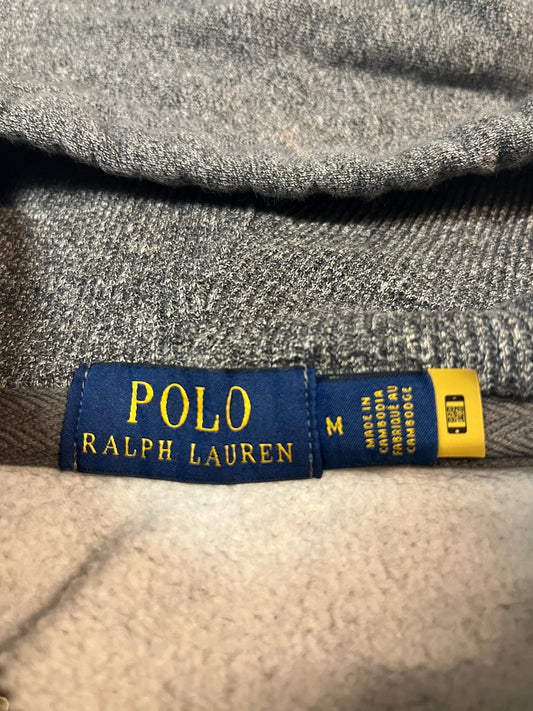 POLO
RALPH LAUREN
M
MADE IN
CAMBODIA
FABRIQUÉ AU
CAMBODGE